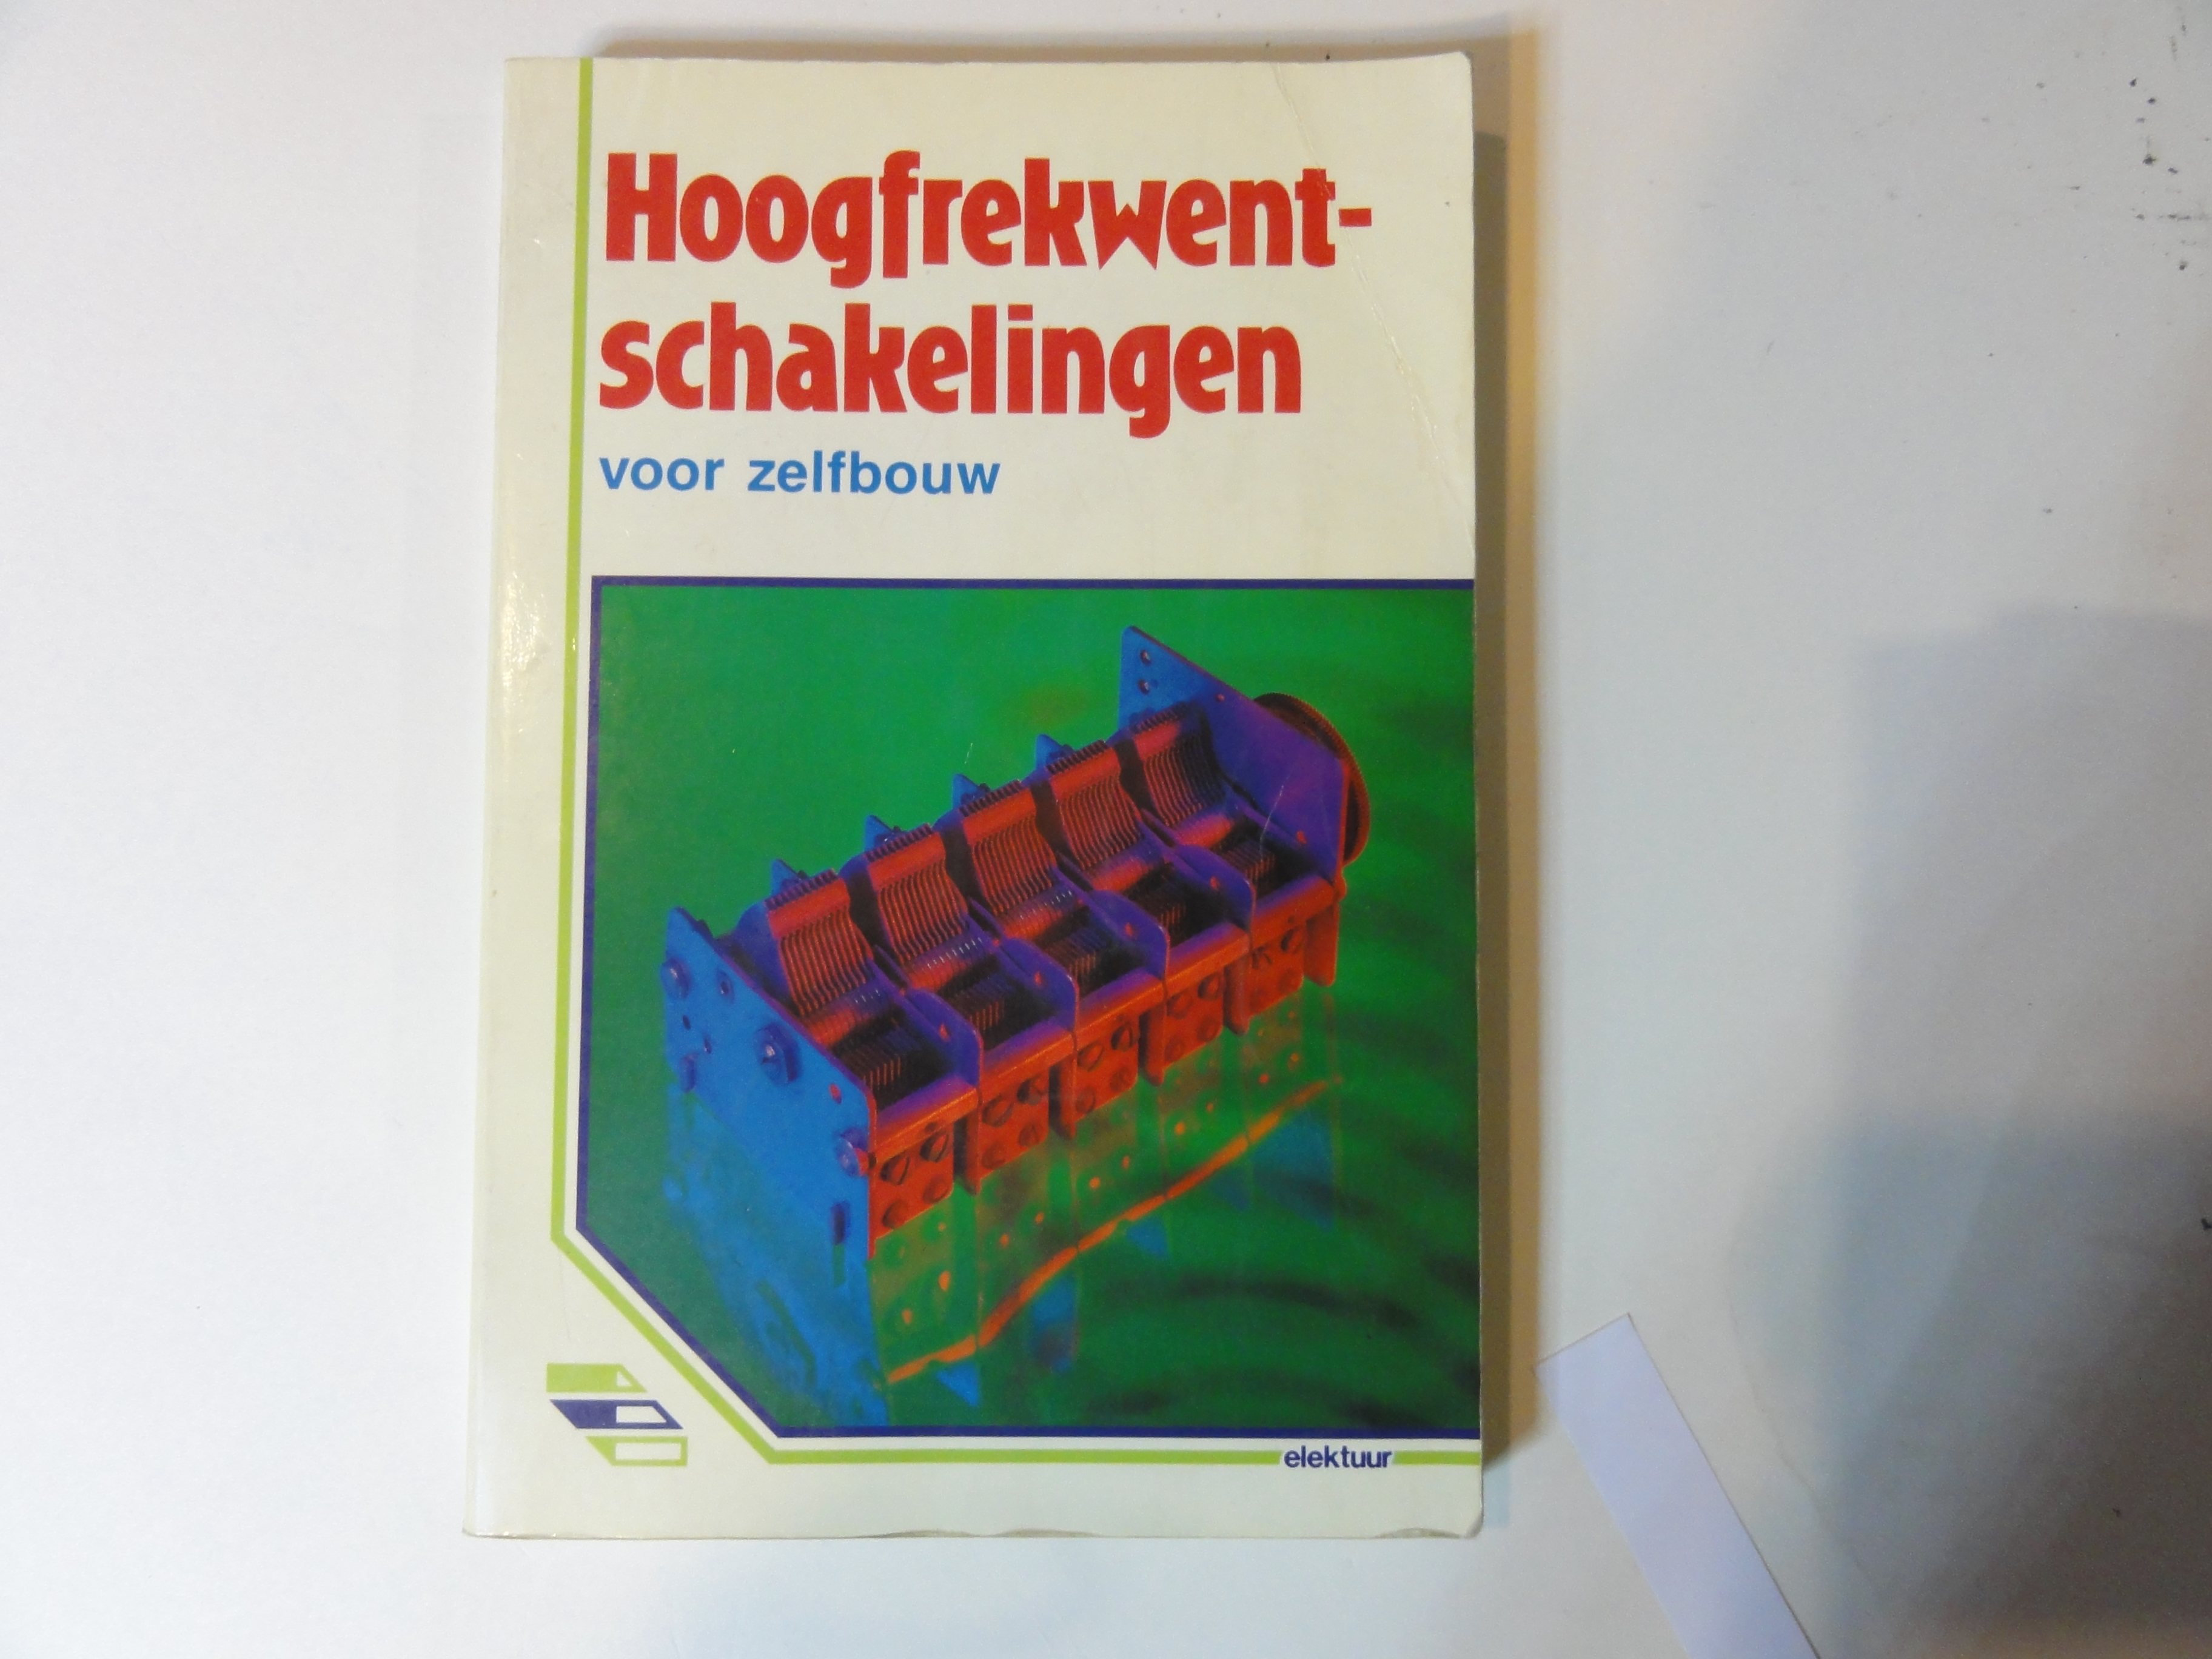 Hoogfrekwent-
schakelingen
voor zelfbouw
elektuur